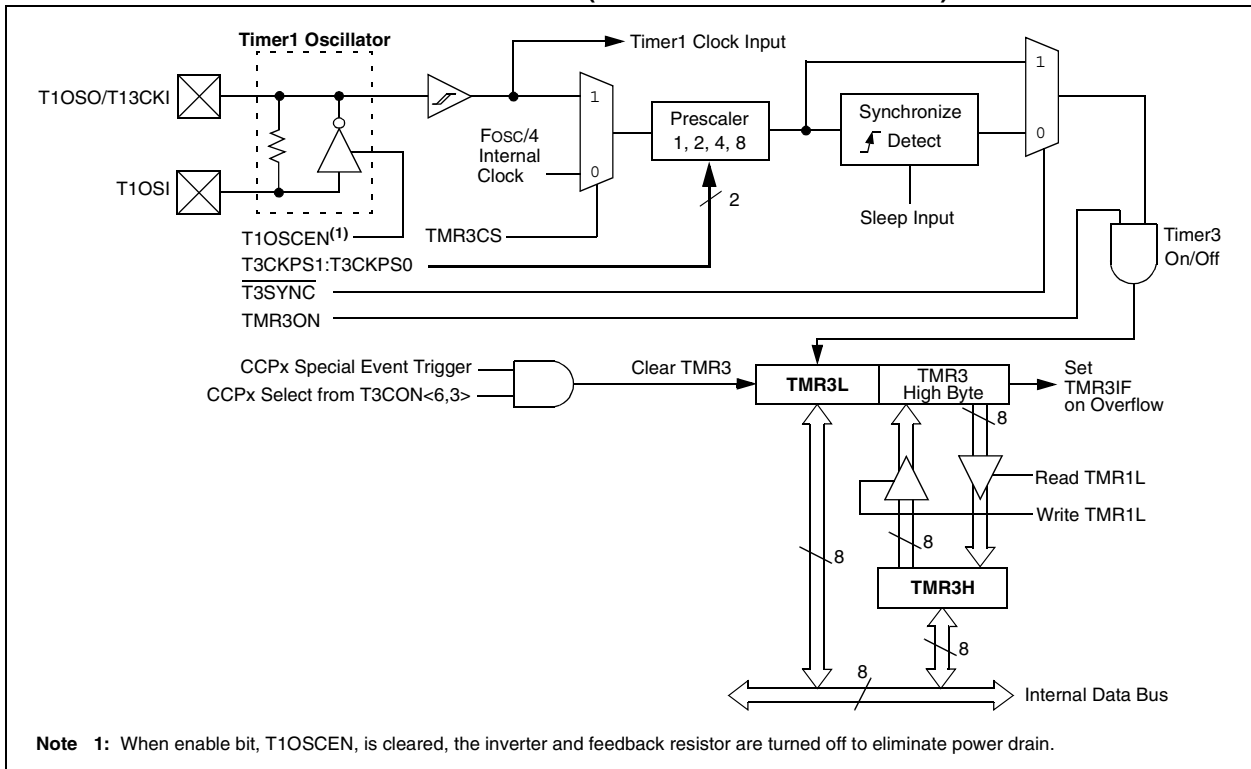 Timer1 Oscillator
Timer1 Clock Input
T1OSO/T13CKI
1
FOSC/4
Internal
Clock
0
Prescaler
1, 2, 4, 8
Synchronize
Detect
1
0
T1OSI
2
Sleep Input
T1OSCEN(1)
TMR3CS
Timer3
On/Off
T3CKPS1:T3CKPS0
T3SYNC
TMR3ON
CCPx Special Event Trigger
CCPx Select from T3CON<6,3>
Clear TMR3
TMR3L
TMR3
High Byte
Set
TMR3IF
on Overflow
8
Read TMR1L
Write TMR1L
8
8
TMR3H
8
8
Internal Data Bus
Note 1: When enable bit, T1OSCEN, is cleared, the inverter and feedback resistor are turned off to eliminate power drain.